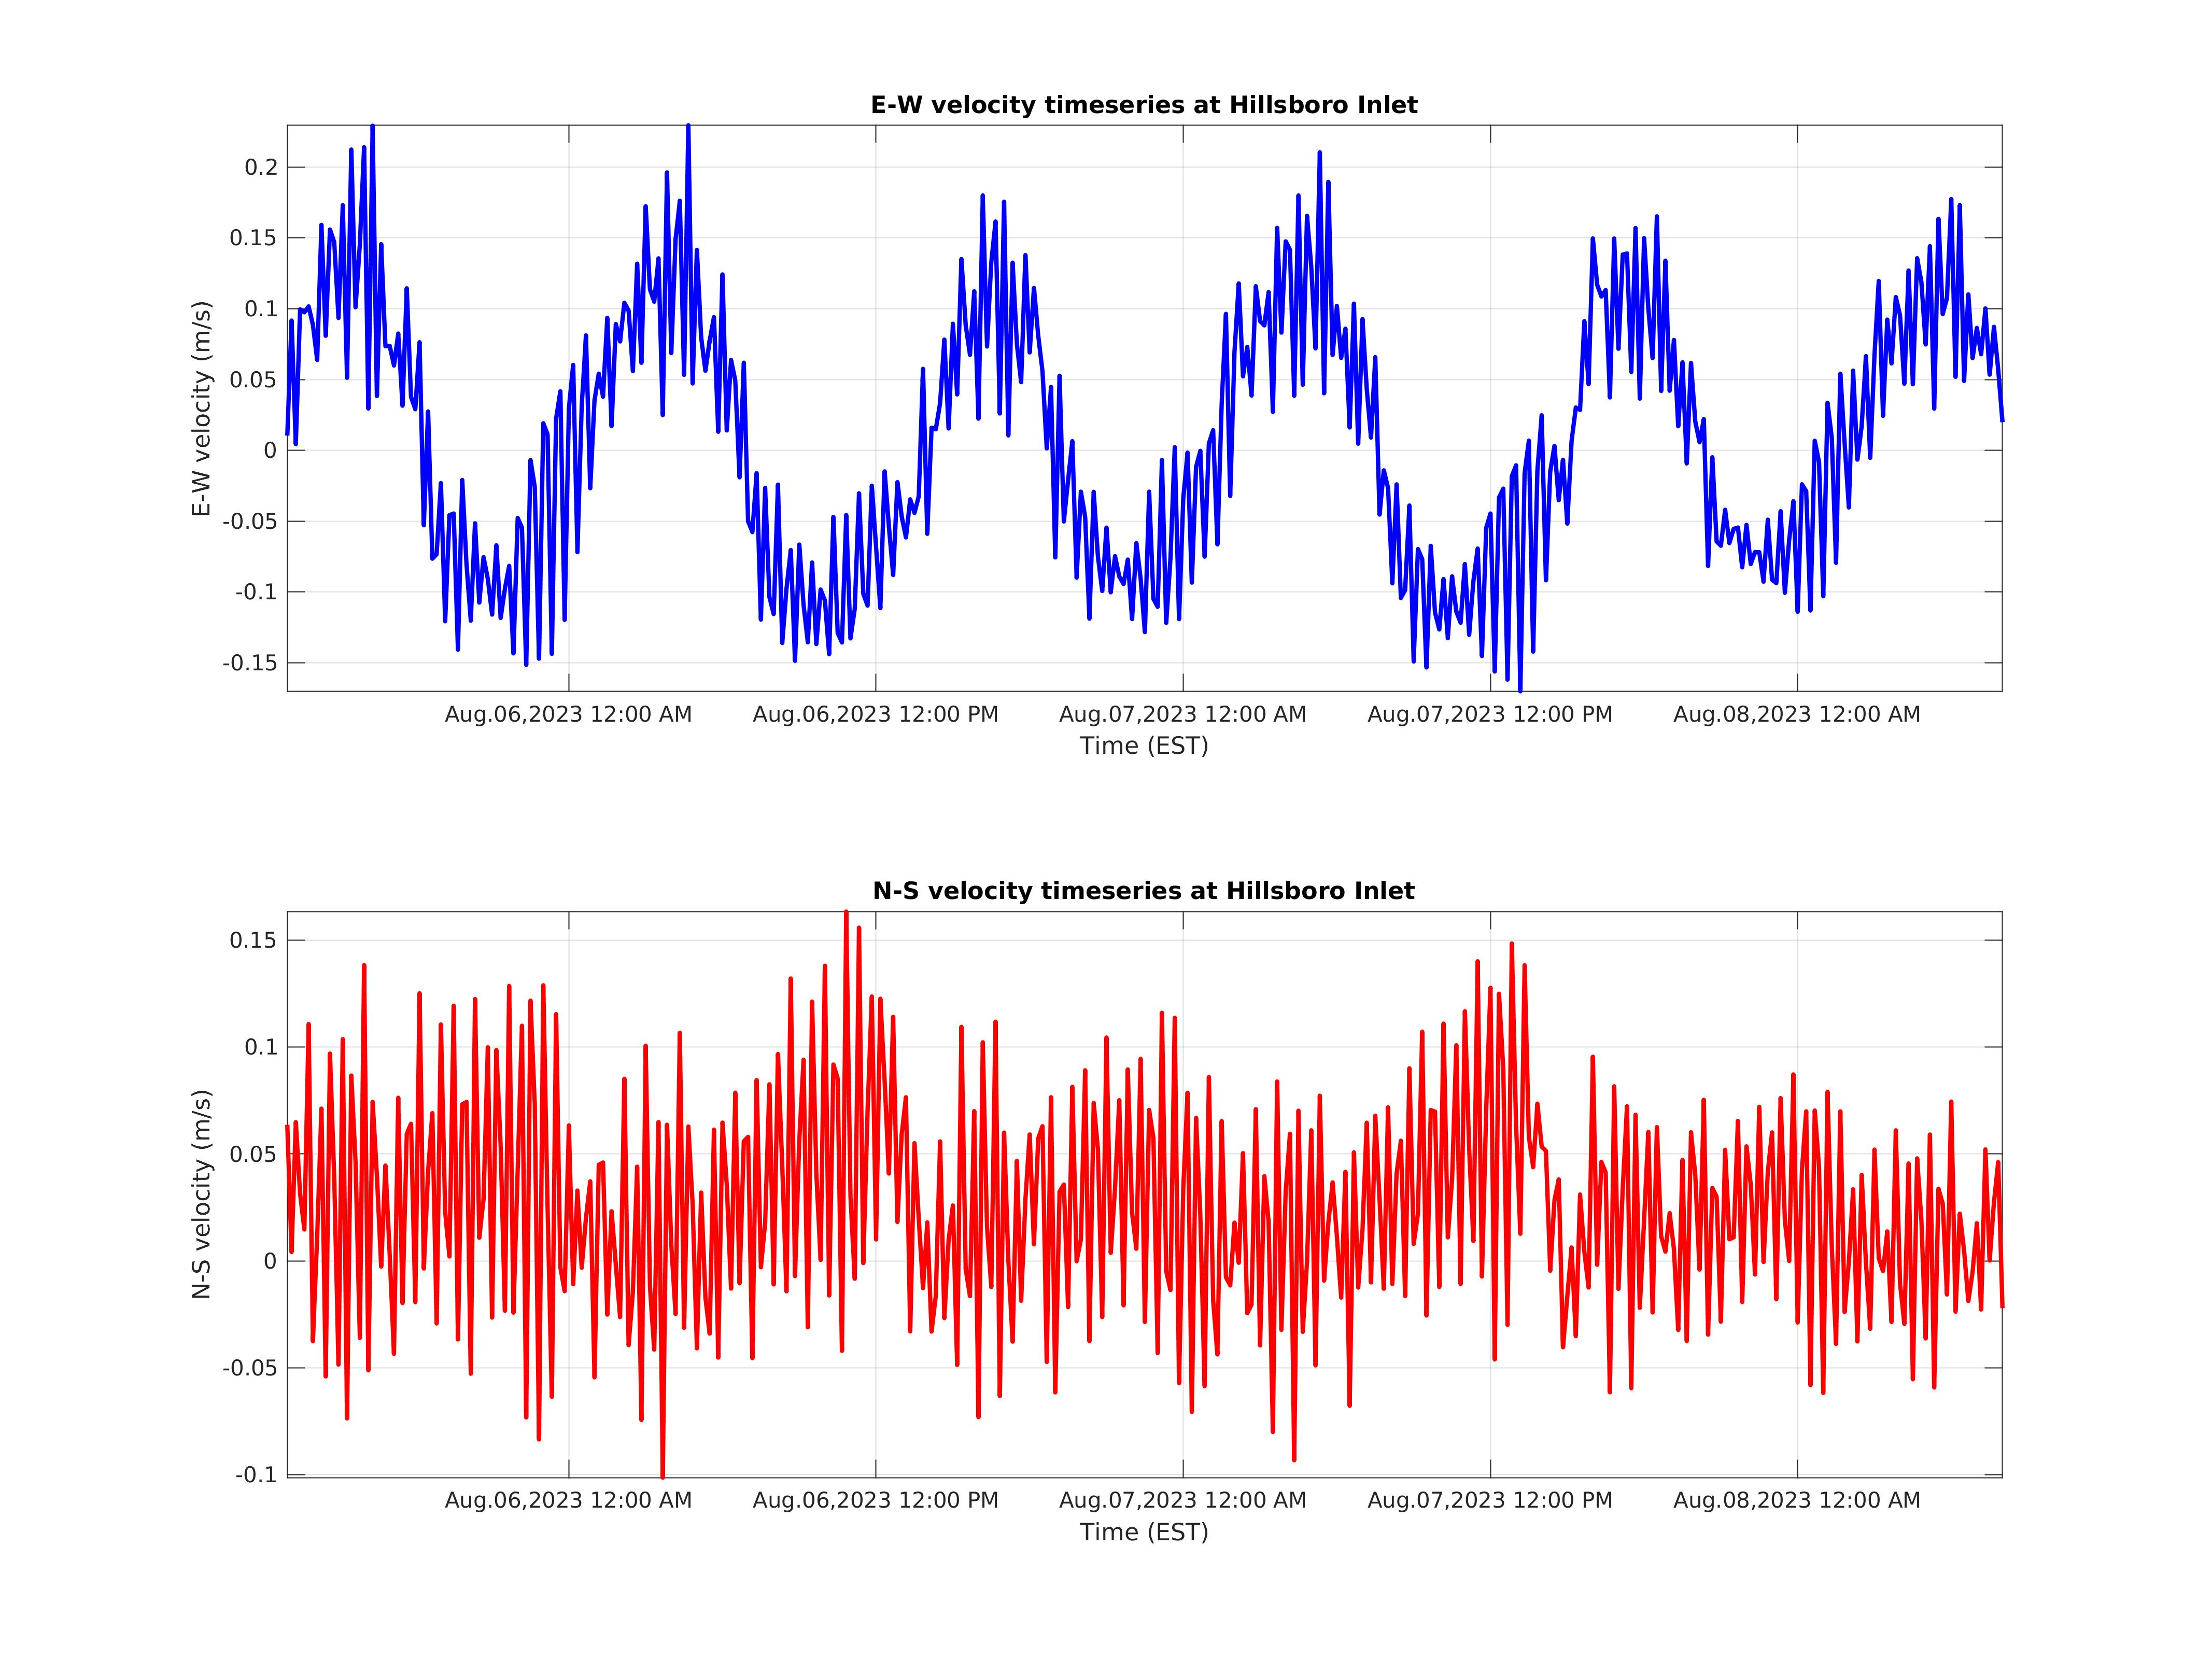 E-W velocity timeseries at Hillsboro Inlet
E-W velocity (m/s)
0.2
0.15
0.1
0.05
0
-0.05
-0.1
-0.15
Aug.06,2023 12:00 AM Aug.06,2023 12:00 PM Aug.07,2023 12:00 AM Aug.07,2023 12:00 PM Aug.08,2023 12:00 AM
Time (EST)
N-S velocity timeseries at Hillsboro Inlet
N-S velocity (m/s)
0.15
0.1
0.05
0
-0.05
-0.1
Aug.06,2023 12:00 AM Aug.06,2023 12:00 PM Aug.07,2023 12:00 AM Aug.07,2023 12:00 PM Aug.08,2023 12:00 AM
Time (EST)